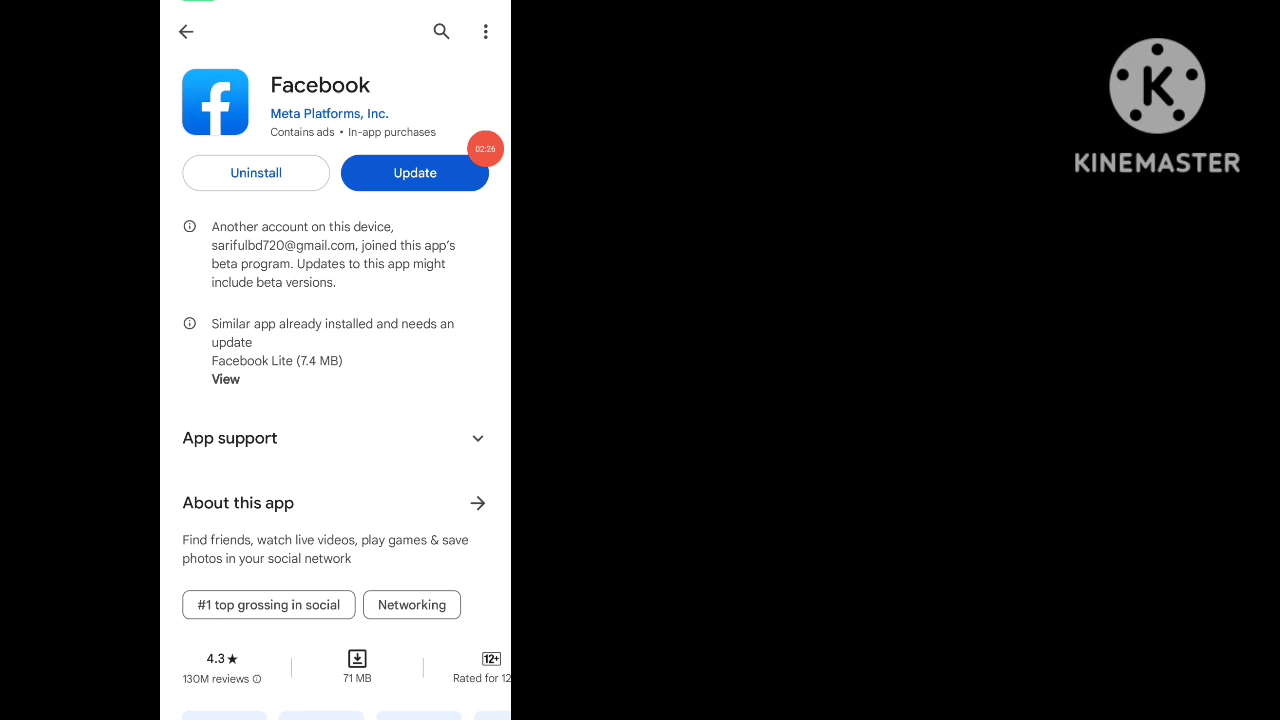 Facebook
Meta Platforms, Inc.
Contains ads • In-app purchases
02:26
Uninstall
Update
Another account on this device,
sarifulbd720@gmail.com, joined this app's
beta program. Updates to this app might
include beta versions.
Similar app already installed and needs an
update
Facebook Lite (7.4 MB)
View
App support
About this app
Find friends, watch live videos, play games & save
photos in your social network
#1 top grossing in social
Networking
4.3★
130M reviews
71 MB
12+
Rated for 12
K
KINEMASTER